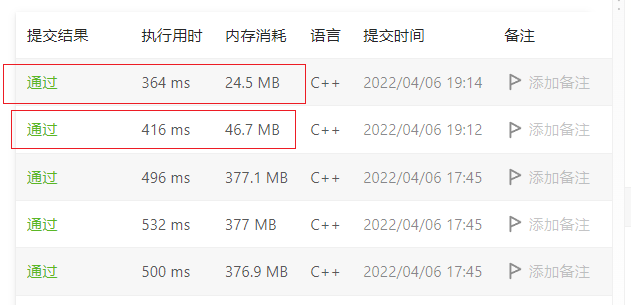 提交结果 执行用时 内存消耗 语言 提交时间 备注
通过 364 ms 24.5 MB C++ 2022/04/06 19:14 添加备注
通过 416 ms 46.7 MB C++ 2022/04/06 19:12 添加备注
通过 496 ms 377.1 MB C++ 2022/04/06 17:45 添加备注
通过 532 ms 377 MB C++ 2022/04/06 17:45 添加备注
通过 500 ms 376.9 MB C++ 2022/04/06 17:45 添加备注